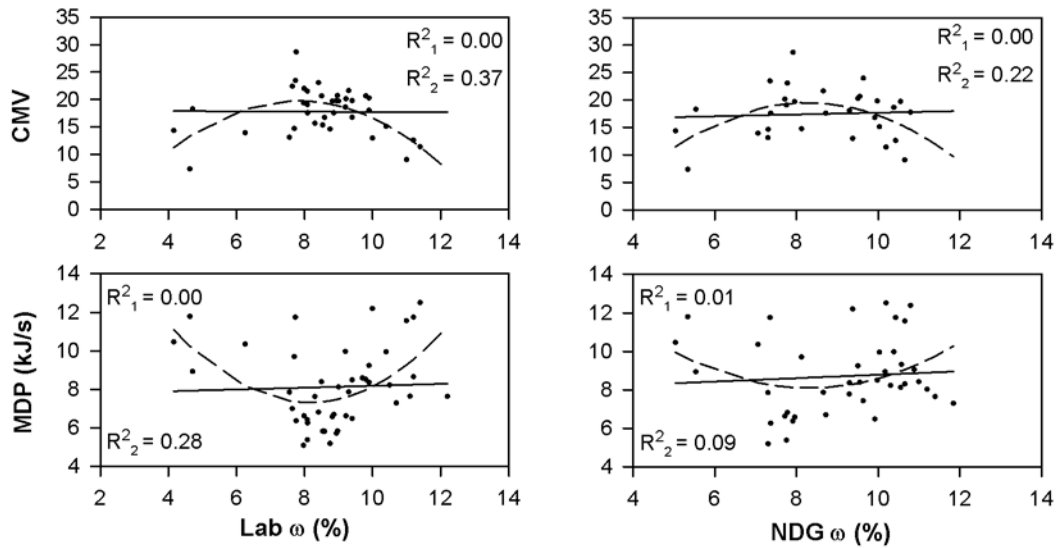 35
30
25
20
15
10
5
0
CMV
R²₁ = 0.00
R²₂ = 0.37
2 4 6 8 10 12 14
35
30
25
20
15
10
5
0
R²₁ = 0.00
R²₂ = 0.22
4 6 8 10 12 14
14
12
10
8
6
4
MDP (kJ/s)
R²₁ = 0.00
R²₂ = 0.28
2 4 6 8 10 12 14
Lab ω (%)
14
12
10
8
6
4
R²₁ = 0.01
R²₂ = 0.09
4 6 8 10 12 14
NDG ω (%)